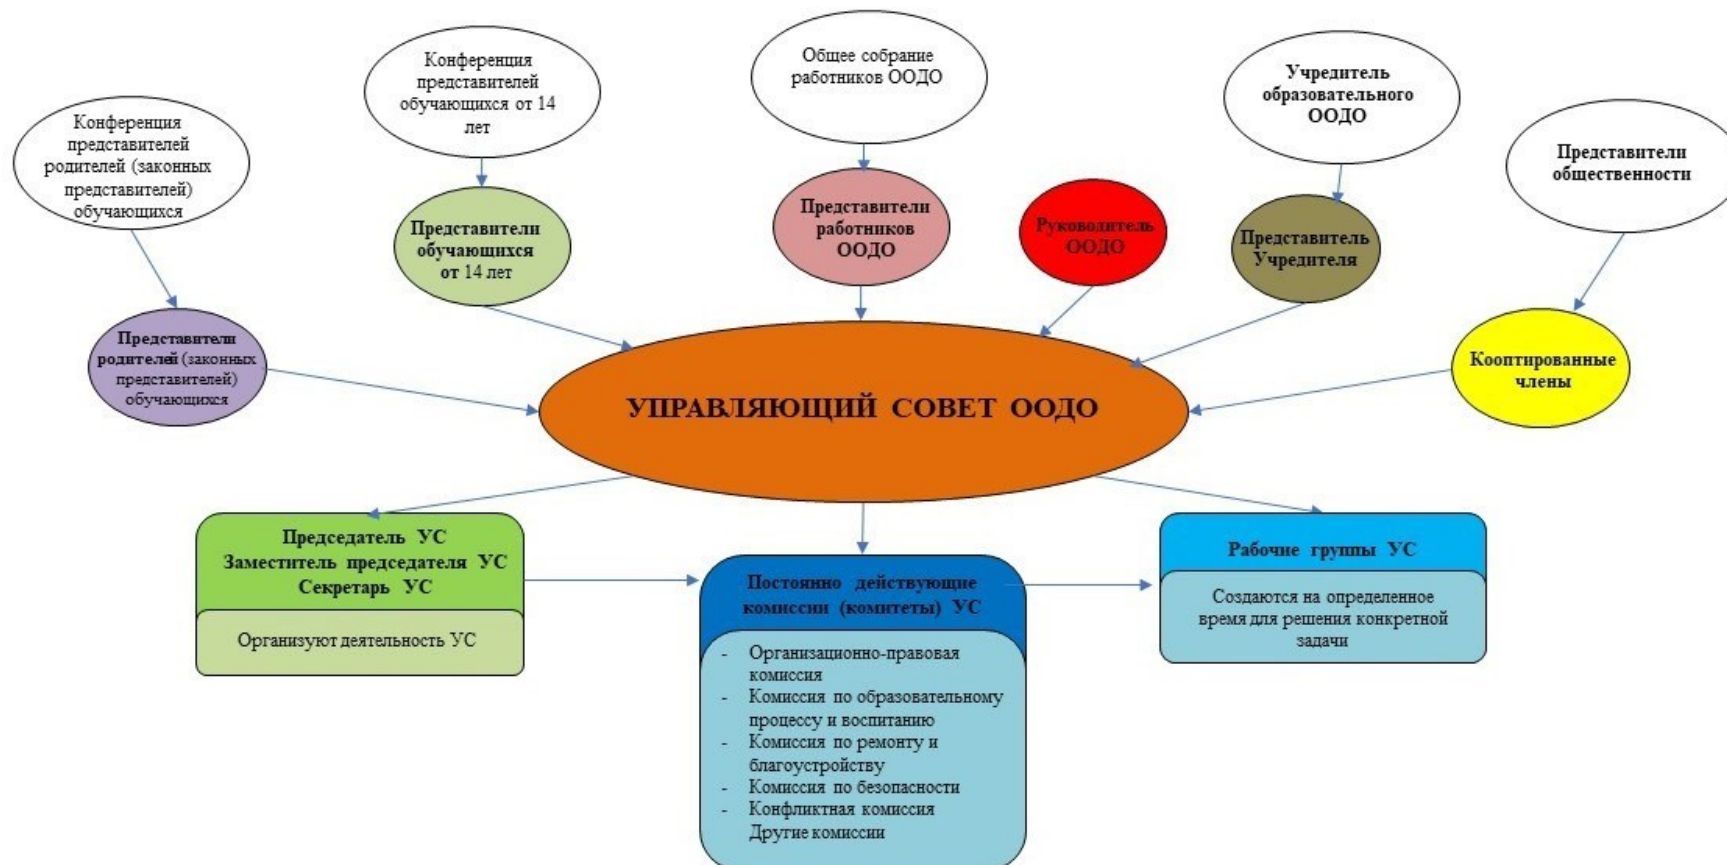 Конференция
представителей
родителей (законных
представителей)
обучающихся
Конференция
представителей
обучающихся от 14
лет
Общее собрание
работников ООДО
Учредитель
образовательного
ООДО
Представители
общественности
Представители
родителей (законных
представителей)
обучающихся
Представители
обучающихся
от 14 лет
Представители
работников
ООДО
Руководитель
ООДО
Представитель
Учредителя
Кооптированные
члены
УПРАВЛЯЮЩИЙ СОВЕТ ООДО
Председатель УС
Заместитель председателя УС
Секретарь УС
Организуют деятельность УС
Постоянно действующие
комиссии (комитеты) УС
- Организационно-правовая
комиссия
- Комиссия по образовательному
процессу и воспитанию
- Комиссия по ремонту и
благоустройству
- Комиссия по безопасности
- Конфликтная комиссия
Другие комиссии
Рабочие группы УС
Создаются на определенное
время для решения конкретной
задачи